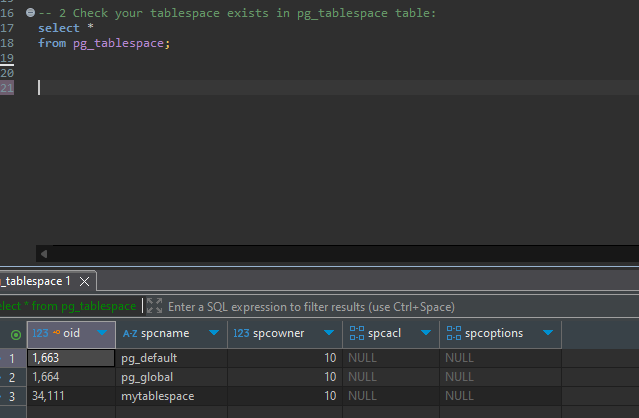 15
16 -- 2 Check your tablespace exists in pg_tablespace table:
17 select *
18 from pg_tablespace;
19
20
21
_tablespace 1
elect * from pg_tablespace Enter a SQL expression to filter results (use Ctrl+Space)
123 oid A-Z spcname 123 spcowner spcacl spcoptions
1 1,663 pg_default 10 NULL NULL
2 1,664 pg_global 10 NULL NULL
3 34,111 mytablespace 10 NULL NULL